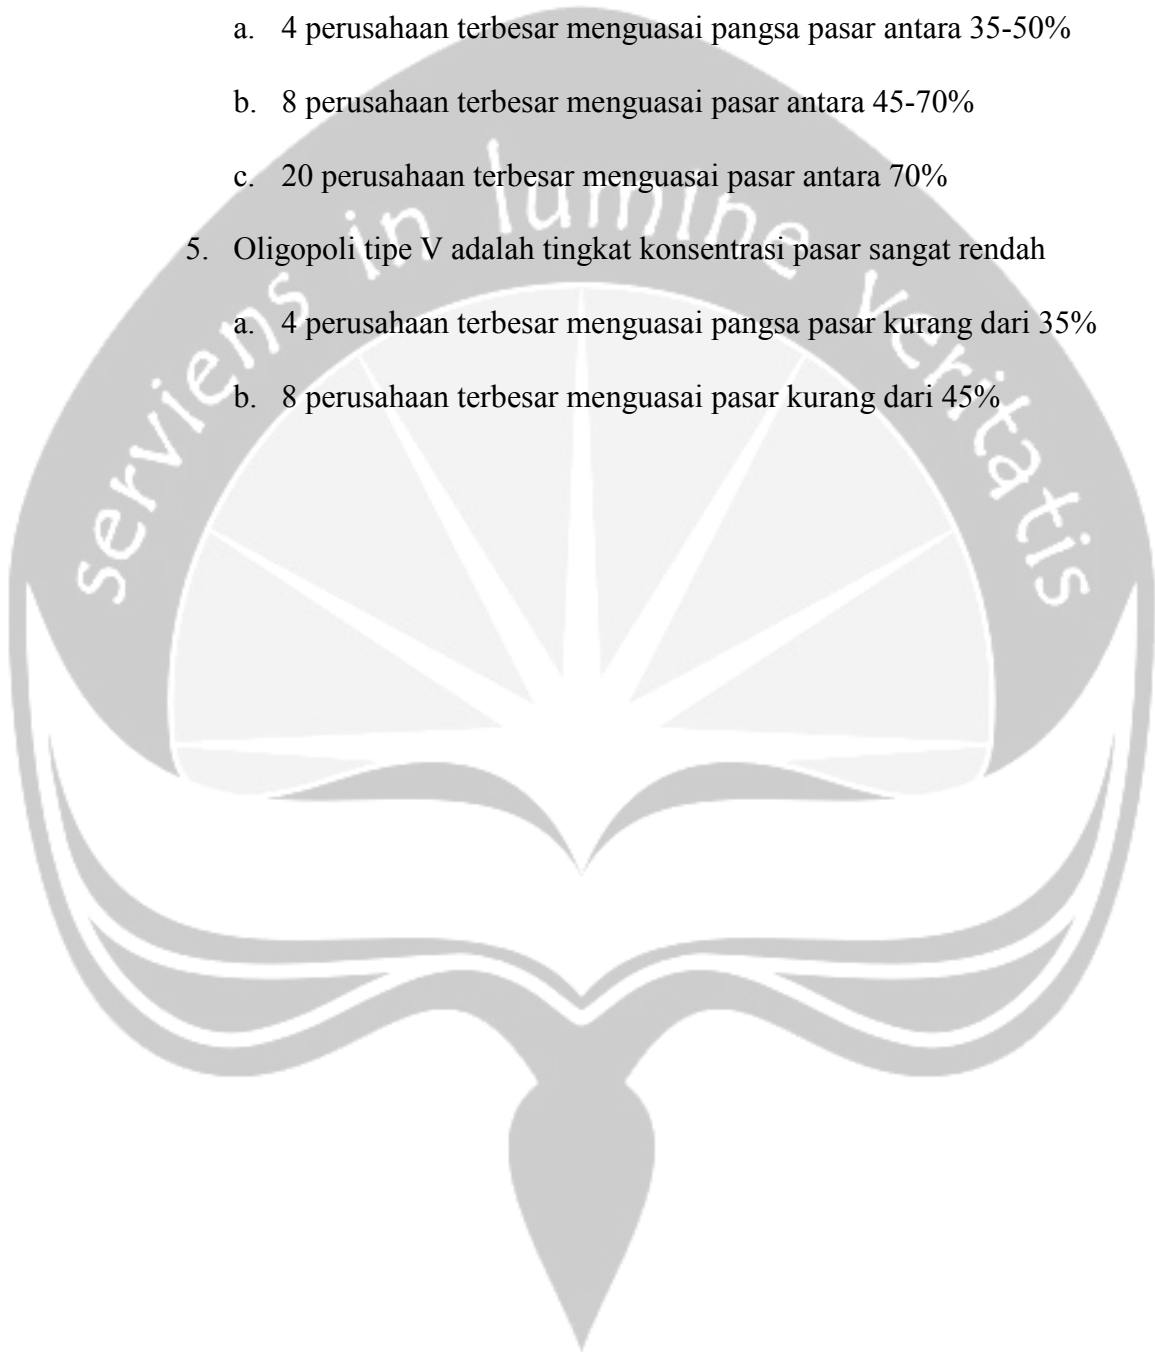 a. 4 perusahaan terbesar menguasai pangsa pasar antara 35-50%
b. 8 perusahaan terbesar menguasai pasar antara 45-70%
c. 20 perusahaan terbesar menguasai pasar antara 70%
5. Oligopoli tipe V adalah tingkat konsentrasi pasar sangat rendah
a. 4 perusahaan terbesar menguasai pangsa pasar kurang dari 35%
b. 8 perusahaan terbesar menguasai pasar kurang dari 45%
serviens in lumine veritatis